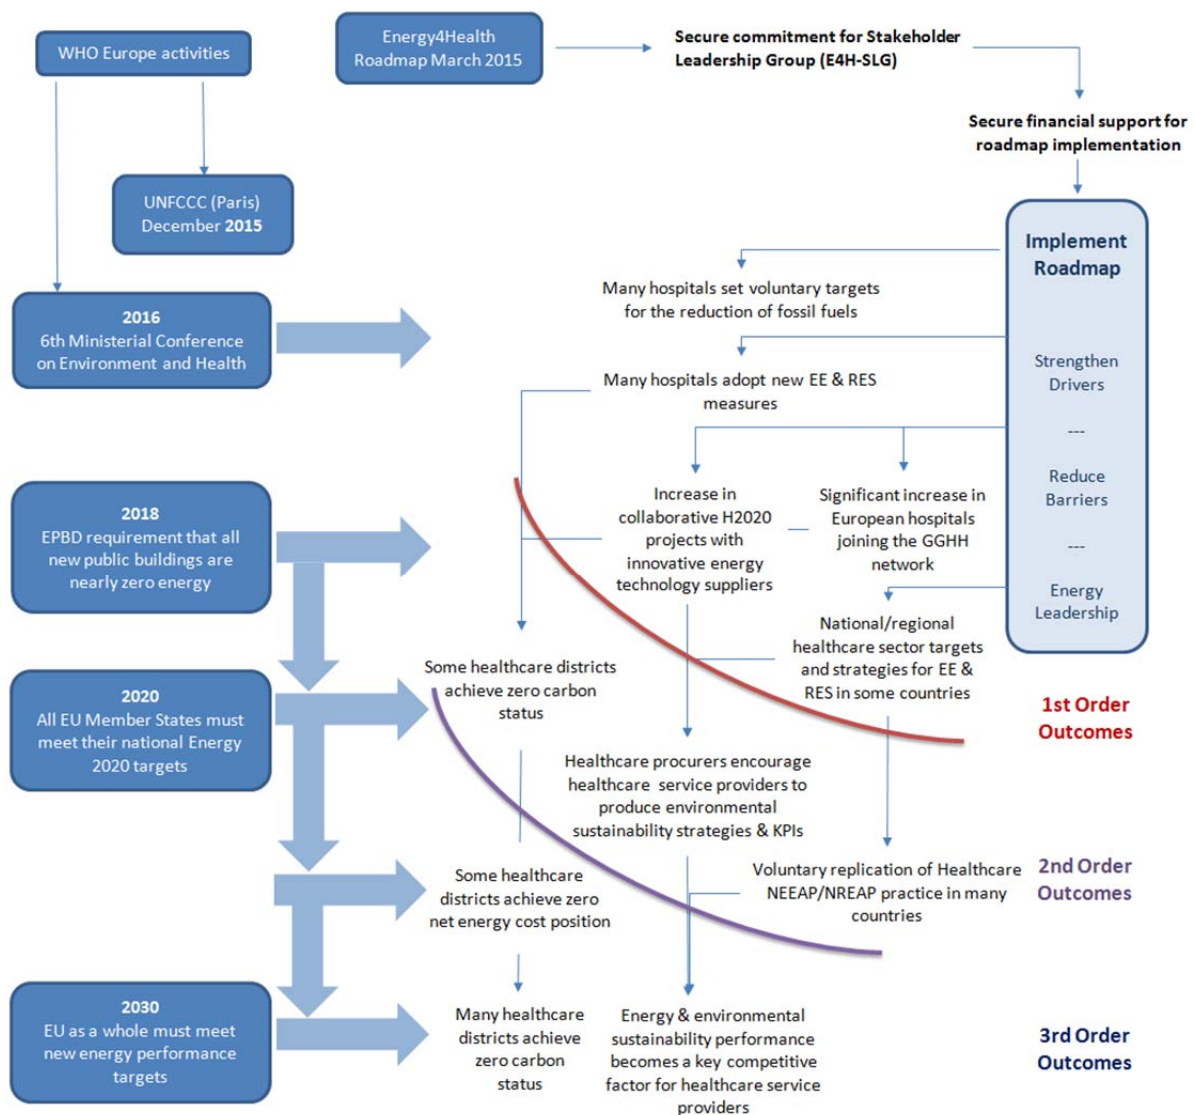 WHO Europe activities
Energy4Health
Roadmap March 2015
Secure commitment for Stakeholder
Leadership Group (E4H-SLG)
Secure financial support for
roadmap implementation
UNFCCC (Paris)
December 2015
Implement
Roadmap
Strengthen
Drivers
---
Reduce
Barriers
---
Energy
Leadership
2016
6th Ministerial Conference
on Environment and Health
Many hospitals set voluntary targets
for the reduction of fossil fuels
Many hospitals adopt new EE & RES
measures
2018
EPBD requirement that all
new public buildings are
nearly zero energy
Increase in
collaborative H2020
projects with
innovative energy
technology suppliers
Significant increase in
European hospitals
joining the GGHH
network
National/regional
healthcare sector targets
and strategies for EE &
RES in some countries
Some healthcare districts
achieve zero carbon
status
1st Order
Outcomes
2020
All EU Member States must
meet their national Energy
2020 targets
Healthcare procurers encourage
healthcare service providers to
produce environmental
sustainability strategies & KPIs
Some healthcare
districts achieve zero
net energy cost position
Voluntary replication of Healthcare
NEEAP/NREAP practice in many
countries
2nd Order
Outcomes
2030
EU as a whole must meet
new energy performance
targets
Many healthcare
districts achieve
zero carbon
status
Energy & environmental
sustainability performance
becomes a key competitive
factor for healthcare service
providers
3rd Order
Outcomes